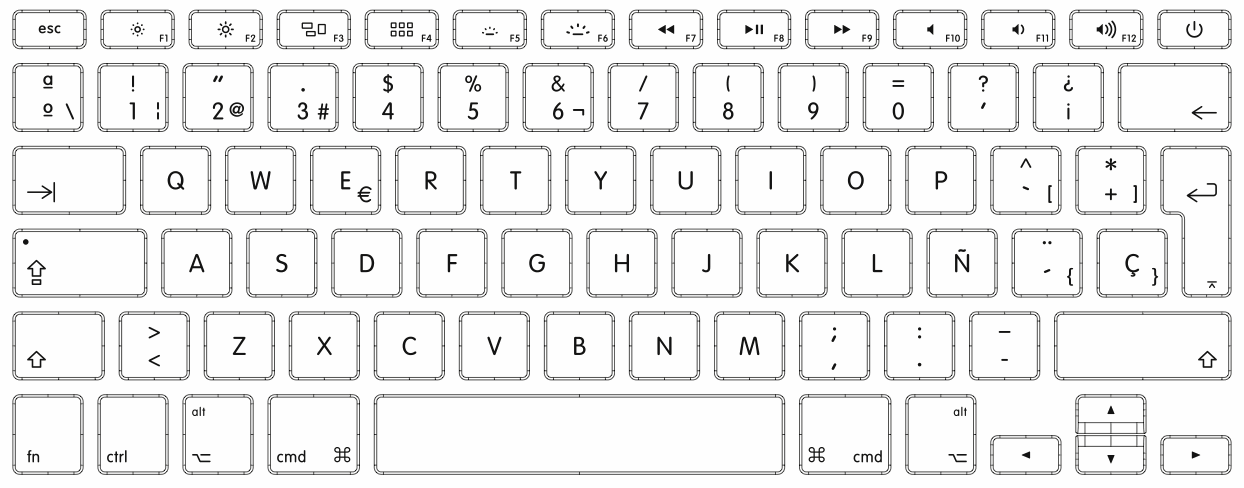 esc F1 F2 F3 F4 F5 F6 F7 F8 F9 F10 F11 F12
ª ! " . $ % & / ( ) = ? ¿
º \ 1 ¦ 2 @ 3 # 4 5 6 ¬ 7 8 9 0 ' ¡ ←
→| Q W E € R T Y U I O P ^ ` [ * + ]
A S D F G H J K L Ñ ¨ ´ { Ç }
> < Z X C V B N M ; , : . – -
fn ctrl alt ⌥ cmd ⌘ ⌘ cmd alt ⌥ ◀ ▲ ▼ ▶